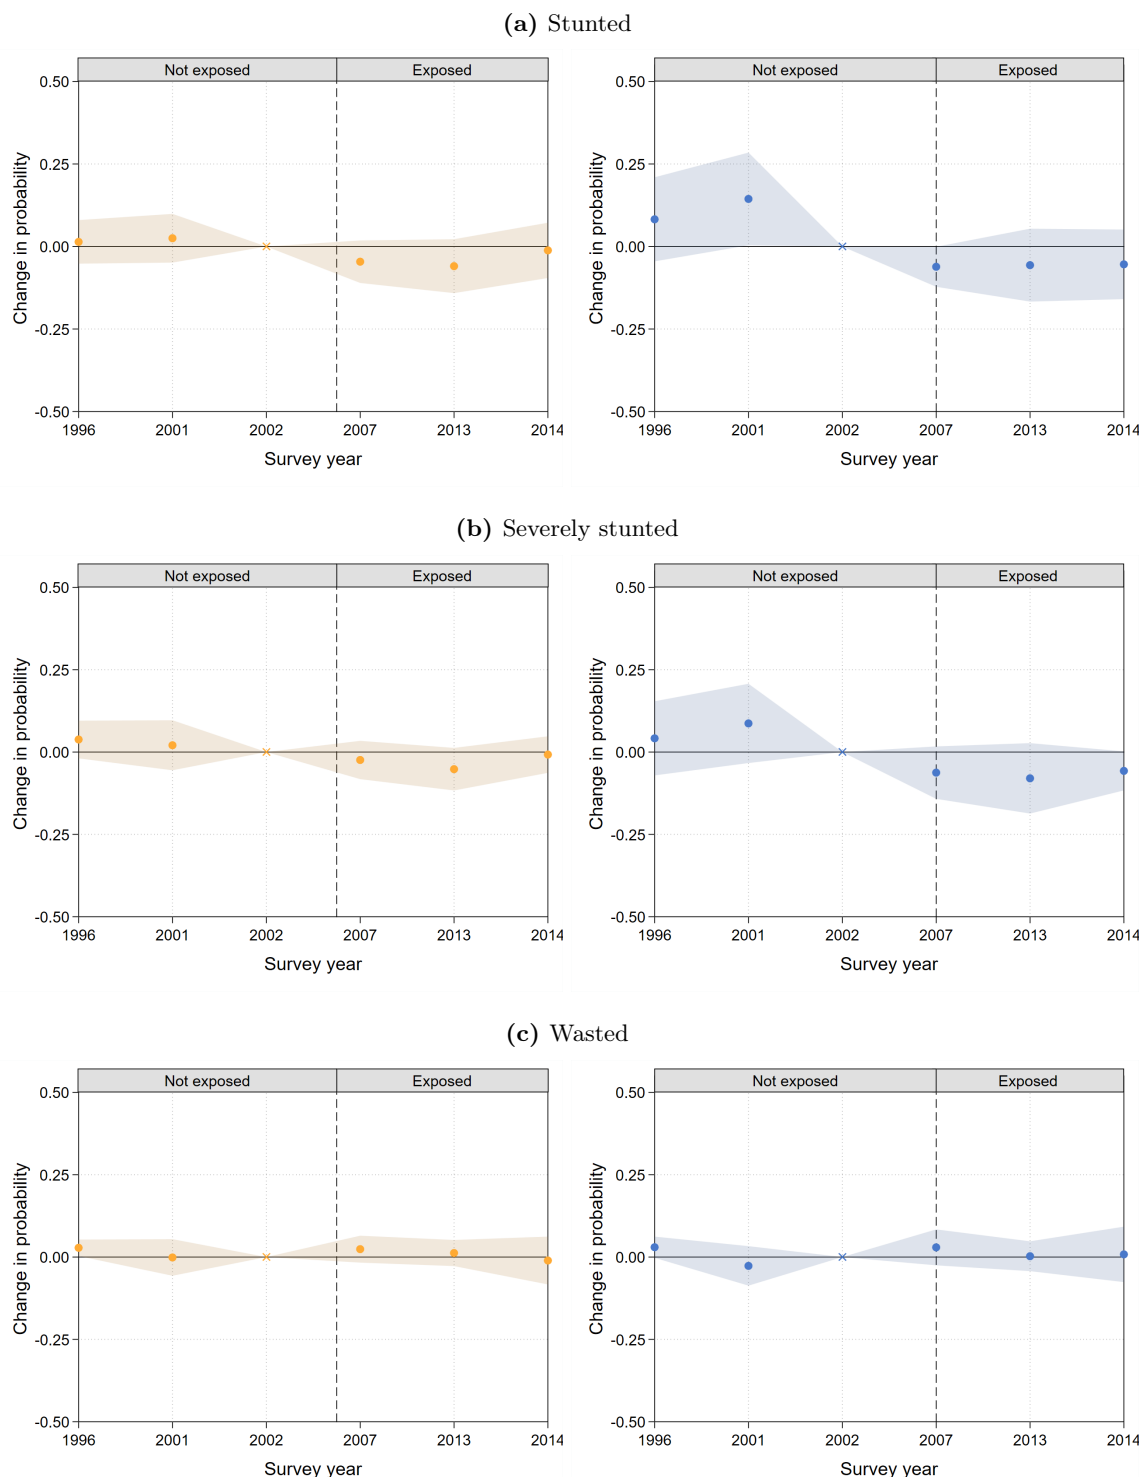 (a) Stunted
Not exposed Exposed Not exposed Exposed
0.50 0.50
0.25 0.25
0.00 0.00
-0.25 -0.25
-0.50 -0.50
Change in probability Change in probability
1996 2001 2002 2007 2013 2014 1996 2001 2002 2007 2013 2014
Survey year Survey year
(b) Severely stunted
Not exposed Exposed Not exposed Exposed
0.50 0.50
0.25 0.25
0.00 0.00
-0.25 -0.25
-0.50 -0.50
Change in probability Change in probability
1996 2001 2002 2007 2013 2014 1996 2001 2002 2007 2013 2014
Survey year Survey year
(c) Wasted
Not exposed Exposed Not exposed Exposed
0.50 0.50
0.25 0.25
0.00 0.00
-0.25 -0.25
-0.50 -0.50
Change in probability Change in probability
1996 2001 2002 2007 2013 2014 1996 2001 2002 2007 2013 2014
Survey year Survey year